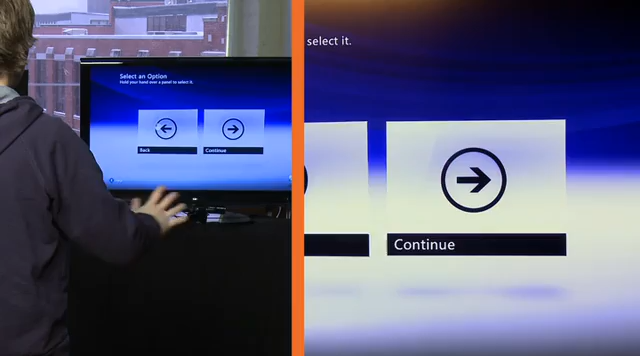 Select an Option
Hold your hand over a panel to select it.
Back
Continue
select it.
Continue